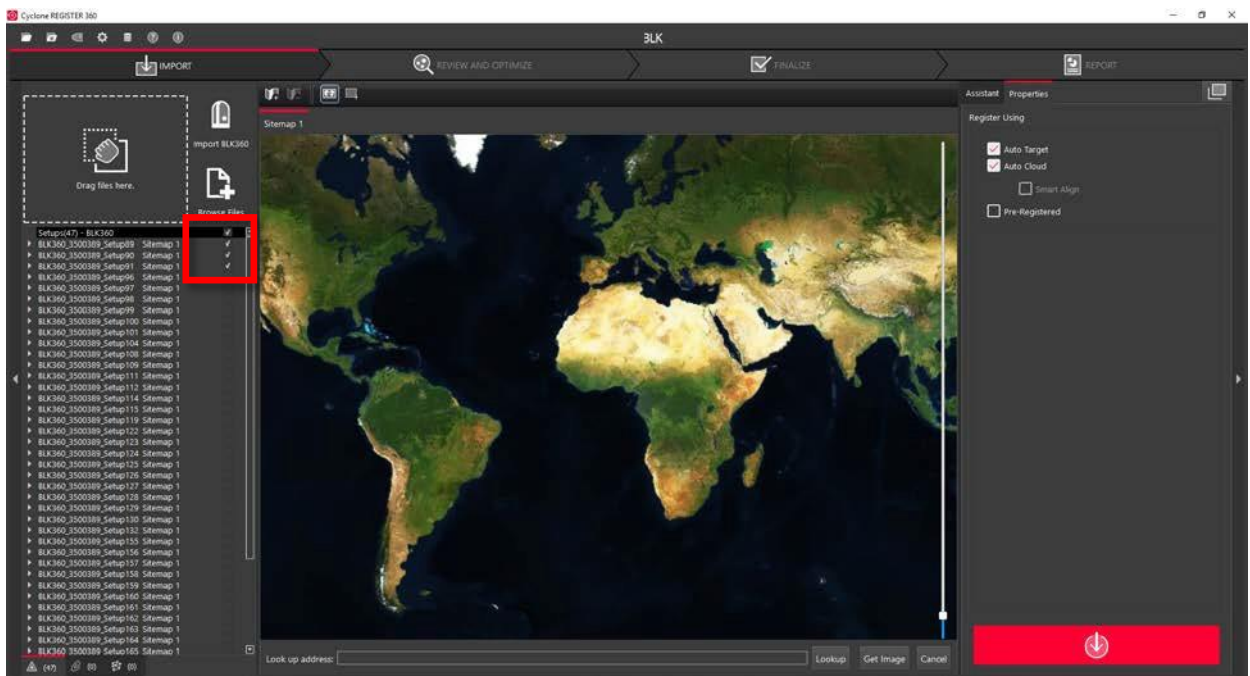 Cyclone REGISTER 360
BLK
IMPORT
REVIEW AND OPTIMIZE
FINALIZE
REPORT
Drag files here.
Import BLK360
Browse Files
Setups(47) - BLK360
BLK360_3500389_Setup89 Sitemap 1
BLK360_3500389_Setup90 Sitemap 1
BLK360_3500389_Setup91 Sitemap 1
BLK360_3500389_Setup96 Sitemap 1
BLK360_3500389_Setup97 Sitemap 1
BLK360_3500389_Setup98 Sitemap 1
BLK360_3500389_Setup99 Sitemap 1
BLK360_3500389_Setup100 Sitemap 1
BLK360_3500389_Setup101 Sitemap 1
BLK360_3500389_Setup104 Sitemap 1
BLK360_3500389_Setup108 Sitemap 1
BLK360_3500389_Setup109 Sitemap 1
BLK360_3500389_Setup111 Sitemap 1
BLK360_3500389_Setup112 Sitemap 1
BLK360_3500389_Setup114 Sitemap 1
BLK360_3500389_Setup115 Sitemap 1
BLK360_3500389_Setup119 Sitemap 1
BLK360_3500389_Setup122 Sitemap 1
BLK360_3500389_Setup123 Sitemap 1
BLK360_3500389_Setup124 Sitemap 1
BLK360_3500389_Setup125 Sitemap 1
BLK360_3500389_Setup126 Sitemap 1
BLK360_3500389_Setup127 Sitemap 1
BLK360_3500389_Setup128 Sitemap 1
BLK360_3500389_Setup129 Sitemap 1
BLK360_3500389_Setup130 Sitemap 1
BLK360_3500389_Setup132 Sitemap 1
BLK360_3500389_Setup155 Sitemap 1
BLK360_3500389_Setup156 Sitemap 1
BLK360_3500389_Setup157 Sitemap 1
BLK360_3500389_Setup158 Sitemap 1
BLK360_3500389_Setup159 Sitemap 1
BLK360_3500389_Setup160 Sitemap 1
BLK360_3500389_Setup161 Sitemap 1
BLK360_3500389_Setup162 Sitemap 1
BLK360_3500389_Setup163 Sitemap 1
BLK360_3500389_Setup164 Sitemap 1
BLK360_3500389_Setup165 Sitemap 1
(47) (0) (0)
Sitemap 1
Look up address:
Lookup
Get Image
Cancel
Assistant
Properties
Register Using
Auto Target
Auto Cloud
Smart Align
Pre-Registered